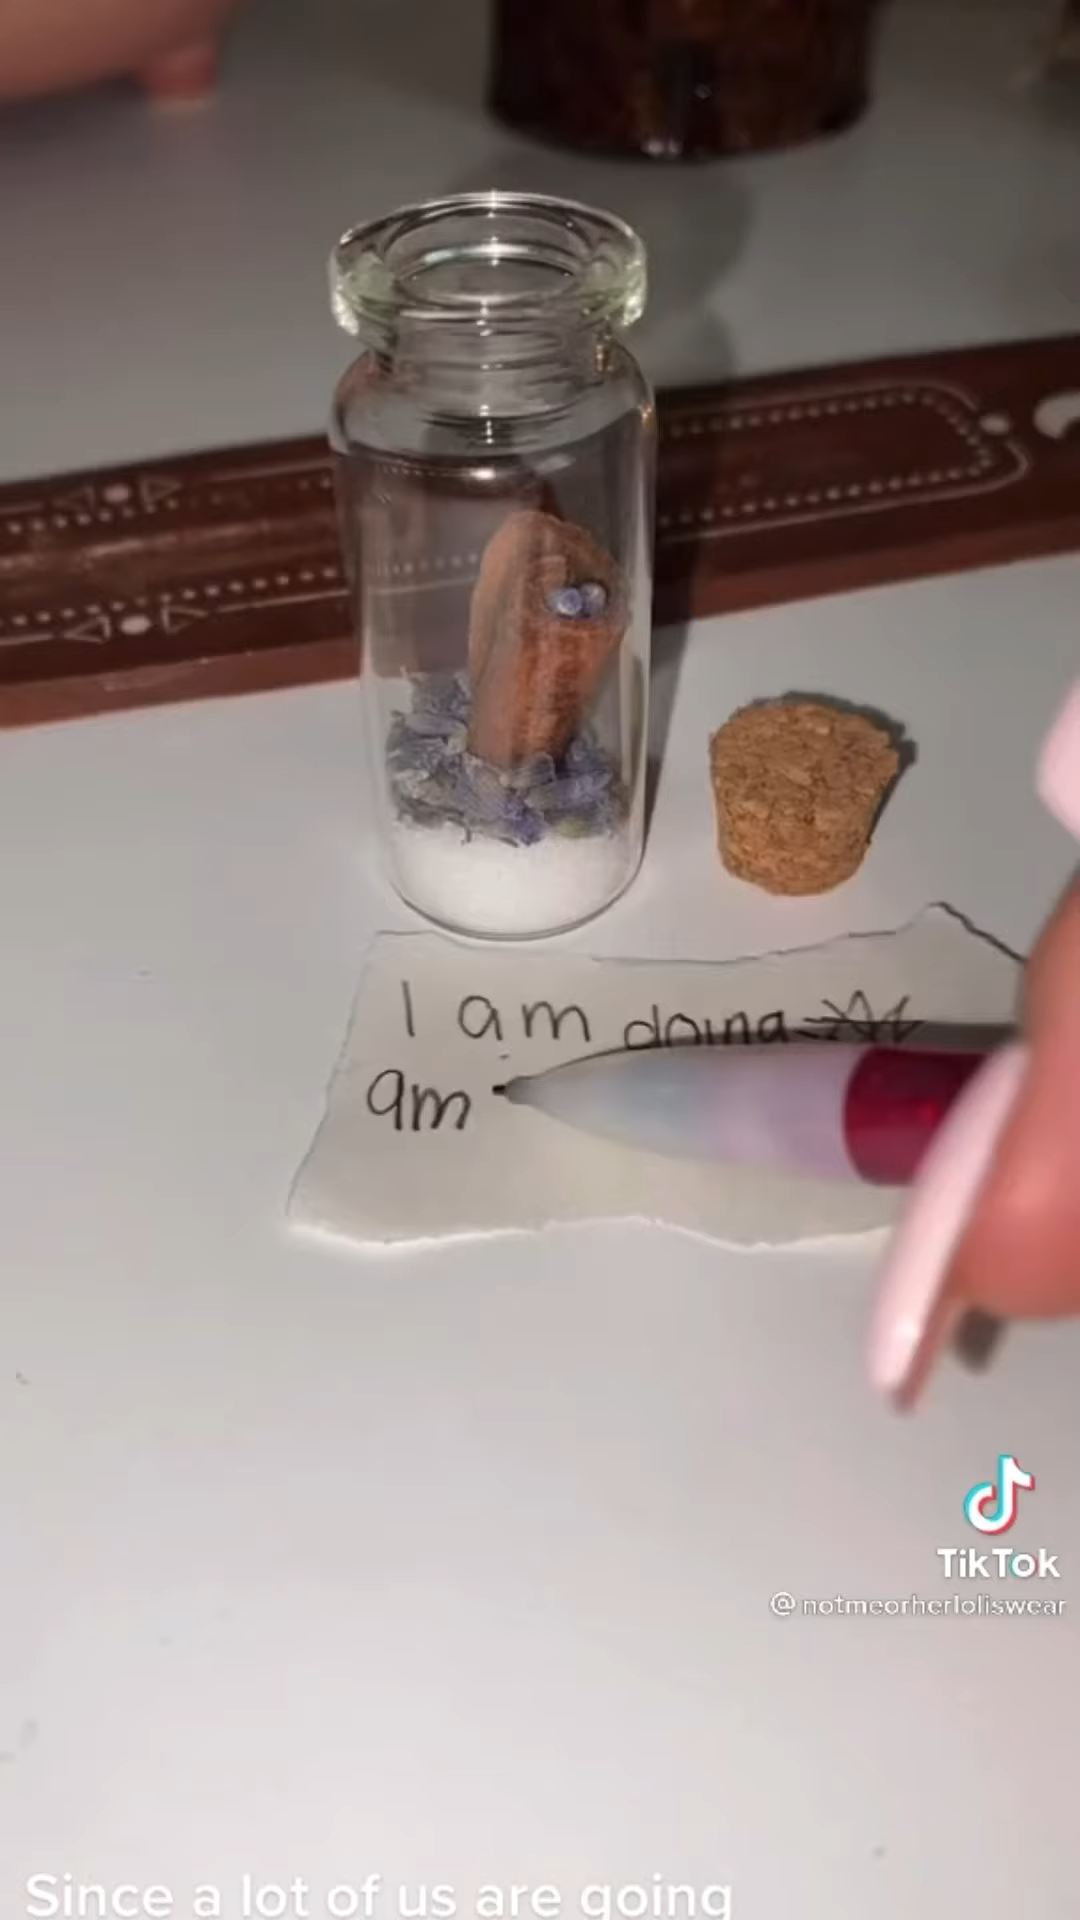 I am doing
am
TikTok
@notmeorherloliswear
Since a lot of us are going